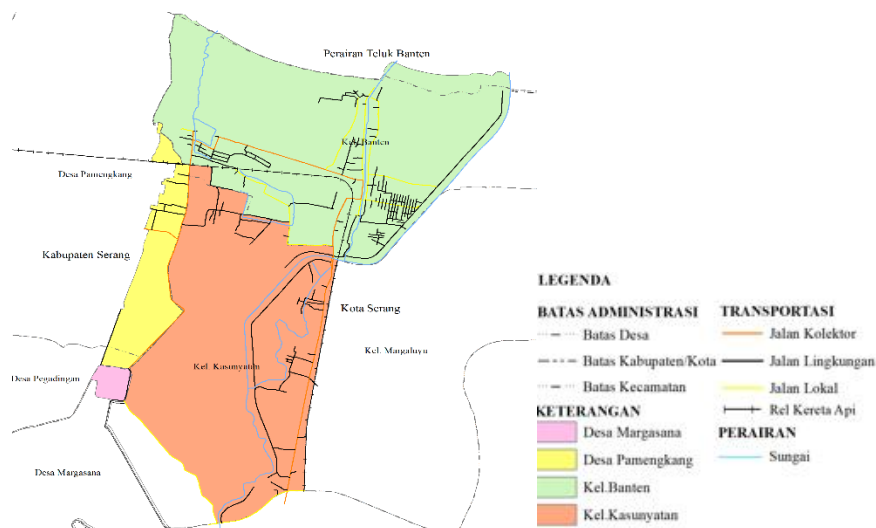 Perairan Teluk Banten
Kel.Banten
Desa Pamengkang
Kabupaten Serang
Kota Serang
Kel. Margaluyu
Kel. Kasunyatan
Desa Pegadingan
Desa Margasana
LEGENDA
BATAS ADMINISTRASI
Batas Desa
Batas Kabupaten/Kota
Batas Kecamatan
KETERANGAN
Desa Margasana
Desa Pamengkang
Kel.Banten
Kel.Kasunyatan
TRANSPORTASI
Jalan Kolektor
Jalan Lingkungan
Jalan Lokal
Rel Kereta Api
PERAIRAN
Sungai